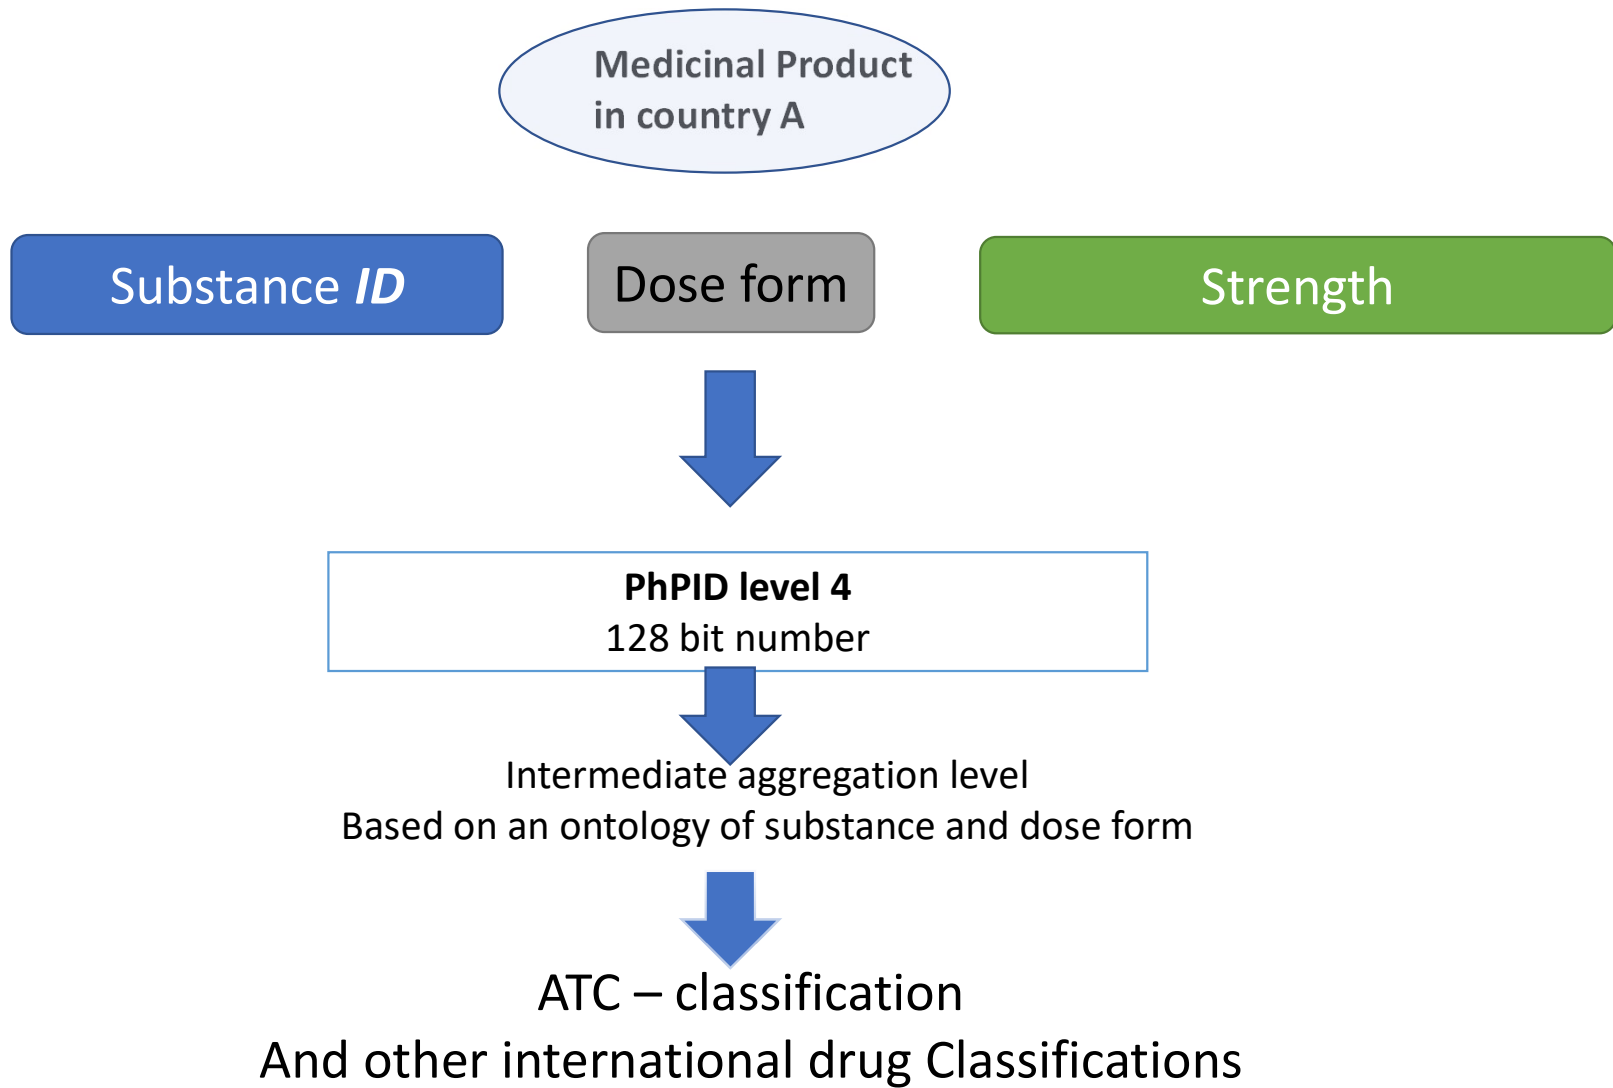 Medicinal Product
in country A
Substance ID
Dose form
Strength
PhPID level 4
128 bit number
Intermediate aggregation level
Based on an ontology of substance and dose form
ATC – classification
And other international drug Classifications